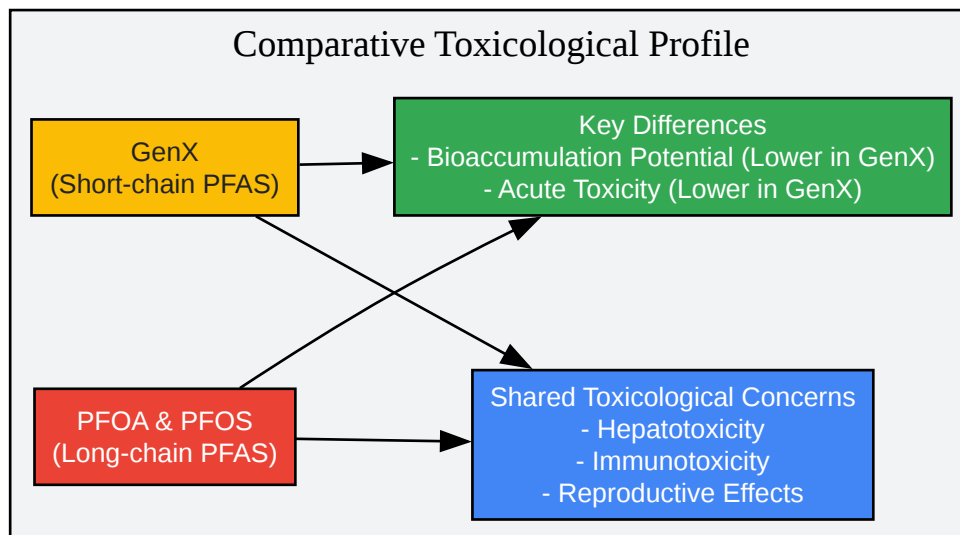 Comparative Toxicological Profile
GenX
(Short-chain PFAS)
Key Differences
- Bioaccumulation Potential (Lower in GenX)
- Acute Toxicity (Lower in GenX)
PFOA & PFOS
(Long-chain PFAS)
Shared Toxicological Concerns
- Hepatotoxicity
- Immunotoxicity
- Reproductive Effects